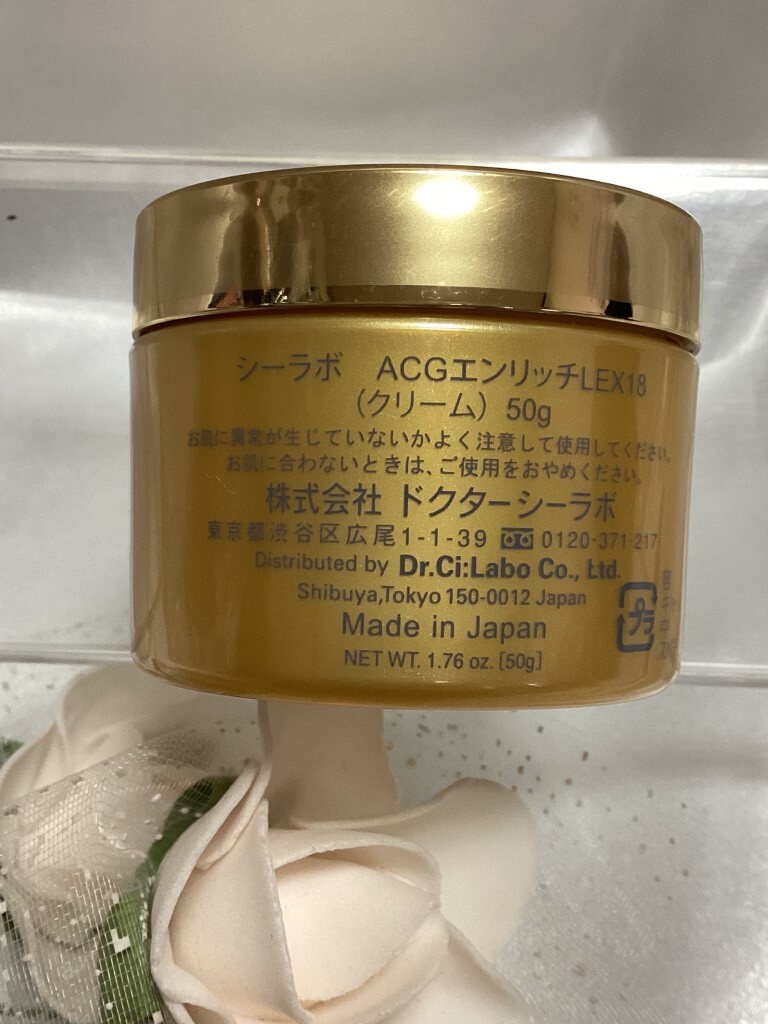 シーラボ ACGエンリッチLEX18
（クリーム）50g
お肌に異常が生じていないかよく注意して使用してください。
お肌に合わないときは、ご使用をおやめください。
株式会社 ドクターシーラボ
東京都渋谷区広尾1-1-39 0120-371-217
Distributed by Dr.Ci:Labo Co., Ltd.
Shibuya,Tokyo 150-0012 Japan
Made in Japan
NET WT. 1.76 oz. [50g]
プラ